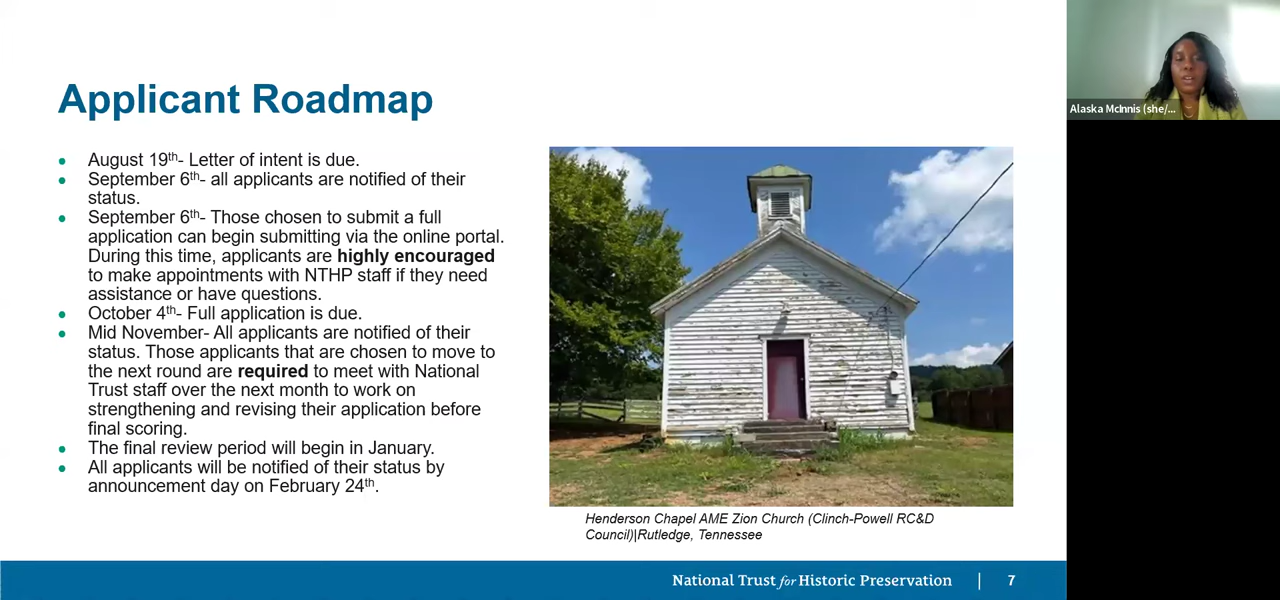 Applicant Roadmap
• August 19th- Letter of intent is due.
• September 6th- all applicants are notified of their
status.
• September 6th- Those chosen to submit a full
application can begin submitting via the online portal.
During this time, applicants are highly encouraged
to make appointments with NTHP staff if they need
assistance or have questions.
• October 4th- Full application is due.
• Mid November- All applicants are notified of their
status. Those applicants that are chosen to move to
the next round are required to meet with National
Trust staff over the next month to work on
strengthening and revising their application before
final scoring.
• The final review period will begin in January.
• All applicants will be notified of their status by
announcement day on February 24th.
Henderson Chapel AME Zion Church (Clinch-Powell RC&D
Council)|Rutledge, Tennessee
National Trust for Historic Preservation | 7
Alaska McInnis (she/...